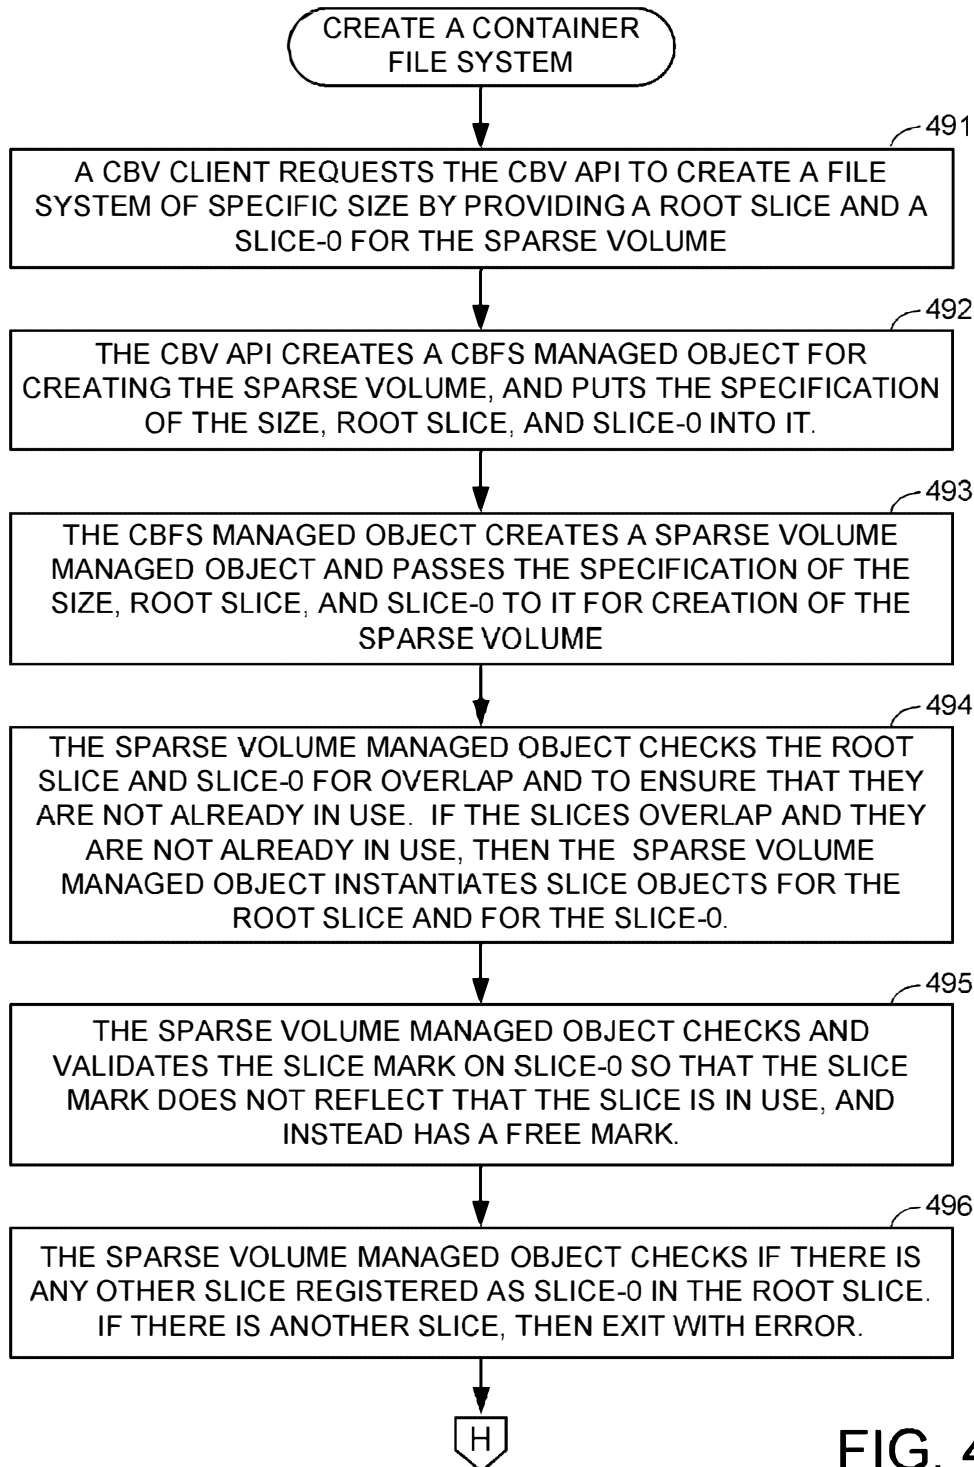 CREATE A CONTAINER
FILE SYSTEM
491
A CBV CLIENT REQUESTS THE CBV API TO CREATE A FILE
SYSTEM OF SPECIFIC SIZE BY PROVIDING A ROOT SLICE AND A
SLICE-0 FOR THE SPARSE VOLUME
492
THE CBV API CREATES A CBFS MANAGED OBJECT FOR
CREATING THE SPARSE VOLUME, AND PUTS THE SPECIFICATION
OF THE SIZE, ROOT SLICE, AND SLICE-0 INTO IT.
493
THE CBFS MANAGED OBJECT CREATES A SPARSE VOLUME
MANAGED OBJECT AND PASSES THE SPECIFICATION OF THE
SIZE, ROOT SLICE, AND SLICE-0 TO IT FOR CREATION OF THE
SPARSE VOLUME
494
THE SPARSE VOLUME MANAGED OBJECT CHECKS THE ROOT
SLICE AND SLICE-0 FOR OVERLAP AND TO ENSURE THAT THEY
ARE NOT ALREADY IN USE. IF THE SLICES OVERLAP AND THEY
ARE NOT ALREADY IN USE, THEN THE SPARSE VOLUME
MANAGED OBJECT INSTANTIATES SLICE OBJECTS FOR THE
ROOT SLICE AND FOR THE SLICE-0.
495
THE SPARSE VOLUME MANAGED OBJECT CHECKS AND
VALIDATES THE SLICE MARK ON SLICE-0 SO THAT THE SLICE
MARK DOES NOT REFLECT THAT THE SLICE IS IN USE, AND
INSTEAD HAS A FREE MARK.
496
THE SPARSE VOLUME MANAGED OBJECT CHECKS IF THERE IS
ANY OTHER SLICE REGISTERED AS SLICE-0 IN THE ROOT SLICE.
IF THERE IS ANOTHER SLICE, THEN EXIT WITH ERROR.
H
FIG. 4